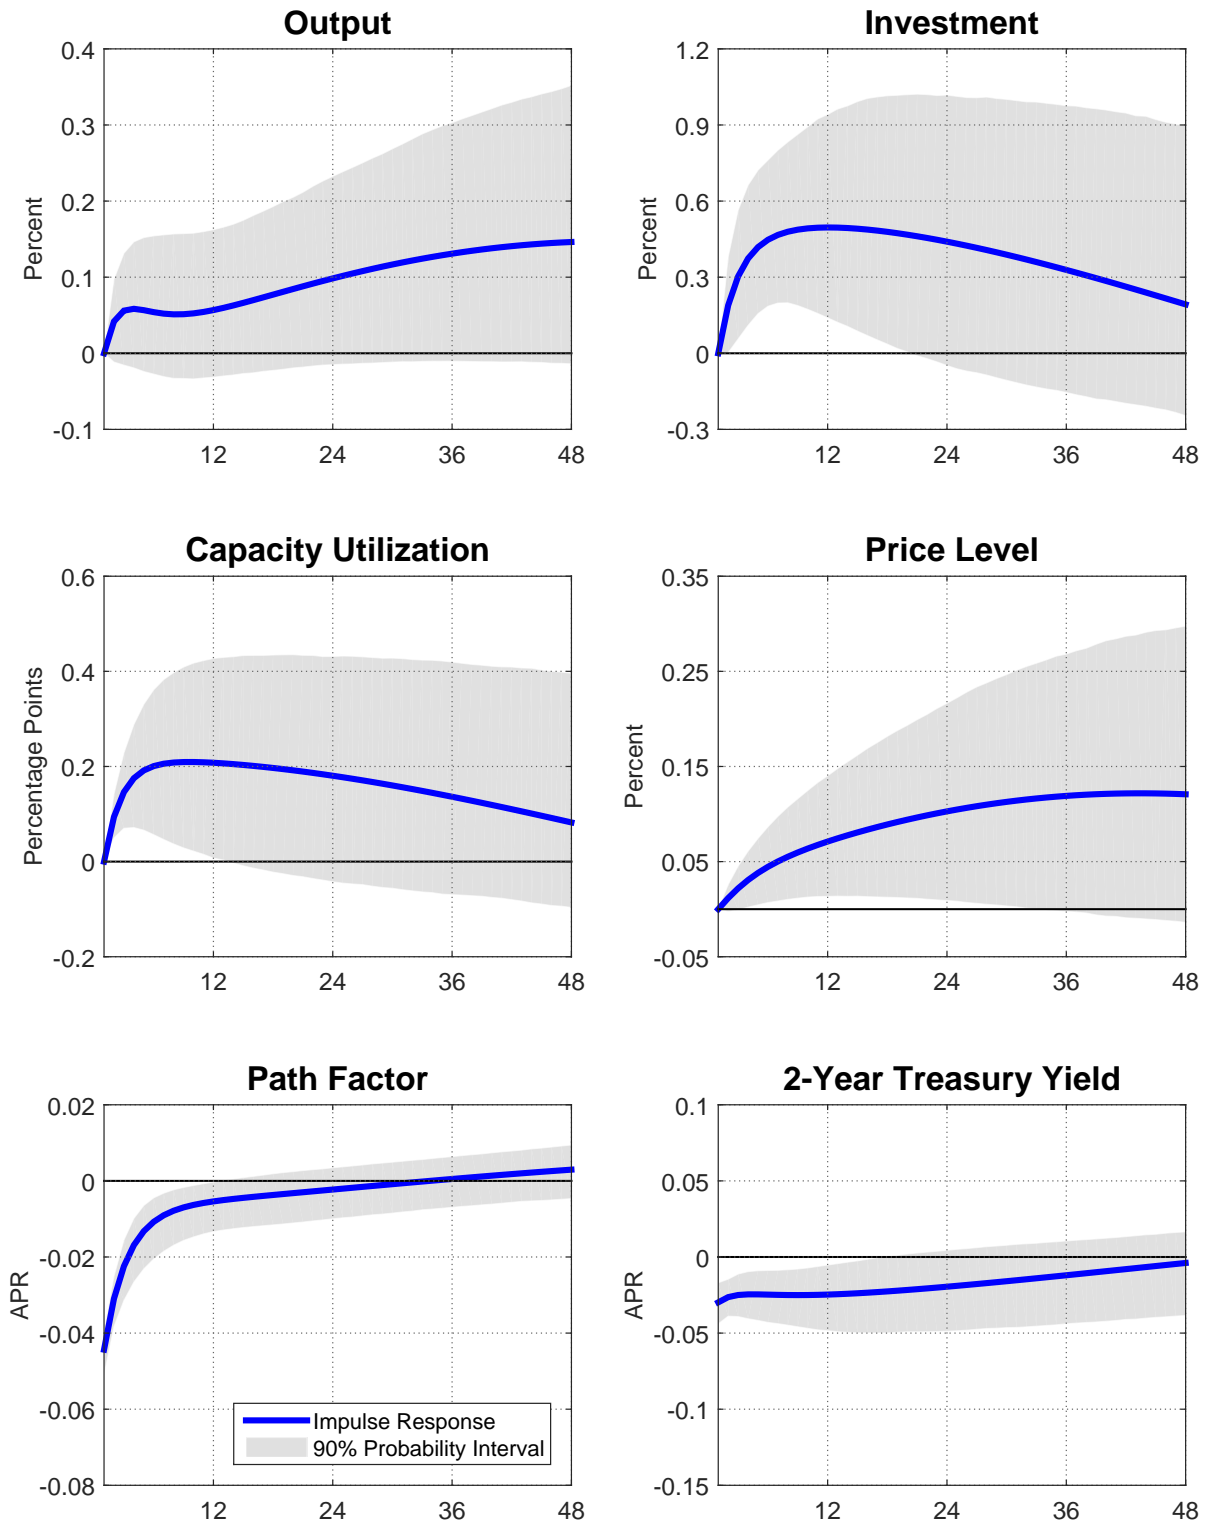 Output
Percent
0.4
0.3
0.2
0.1
0
-0.1
12 24 36 48
Investment
Percent
1.2
0.9
0.6
0.3
0
-0.3
12 24 36 48
Capacity Utilization
Percentage Points
0.6
0.4
0.2
0
-0.2
12 24 36 48
Price Level
Percent
0.35
0.25
0.15
0.05
-0.05
12 24 36 48
Path Factor
APR
0.02
0
-0.02
-0.04
-0.06
-0.08
Impulse Response
90% Probability Interval
12 24 36 48
2-Year Treasury Yield
APR
0.1
0.05
0
-0.05
-0.1
-0.15
12 24 36 48